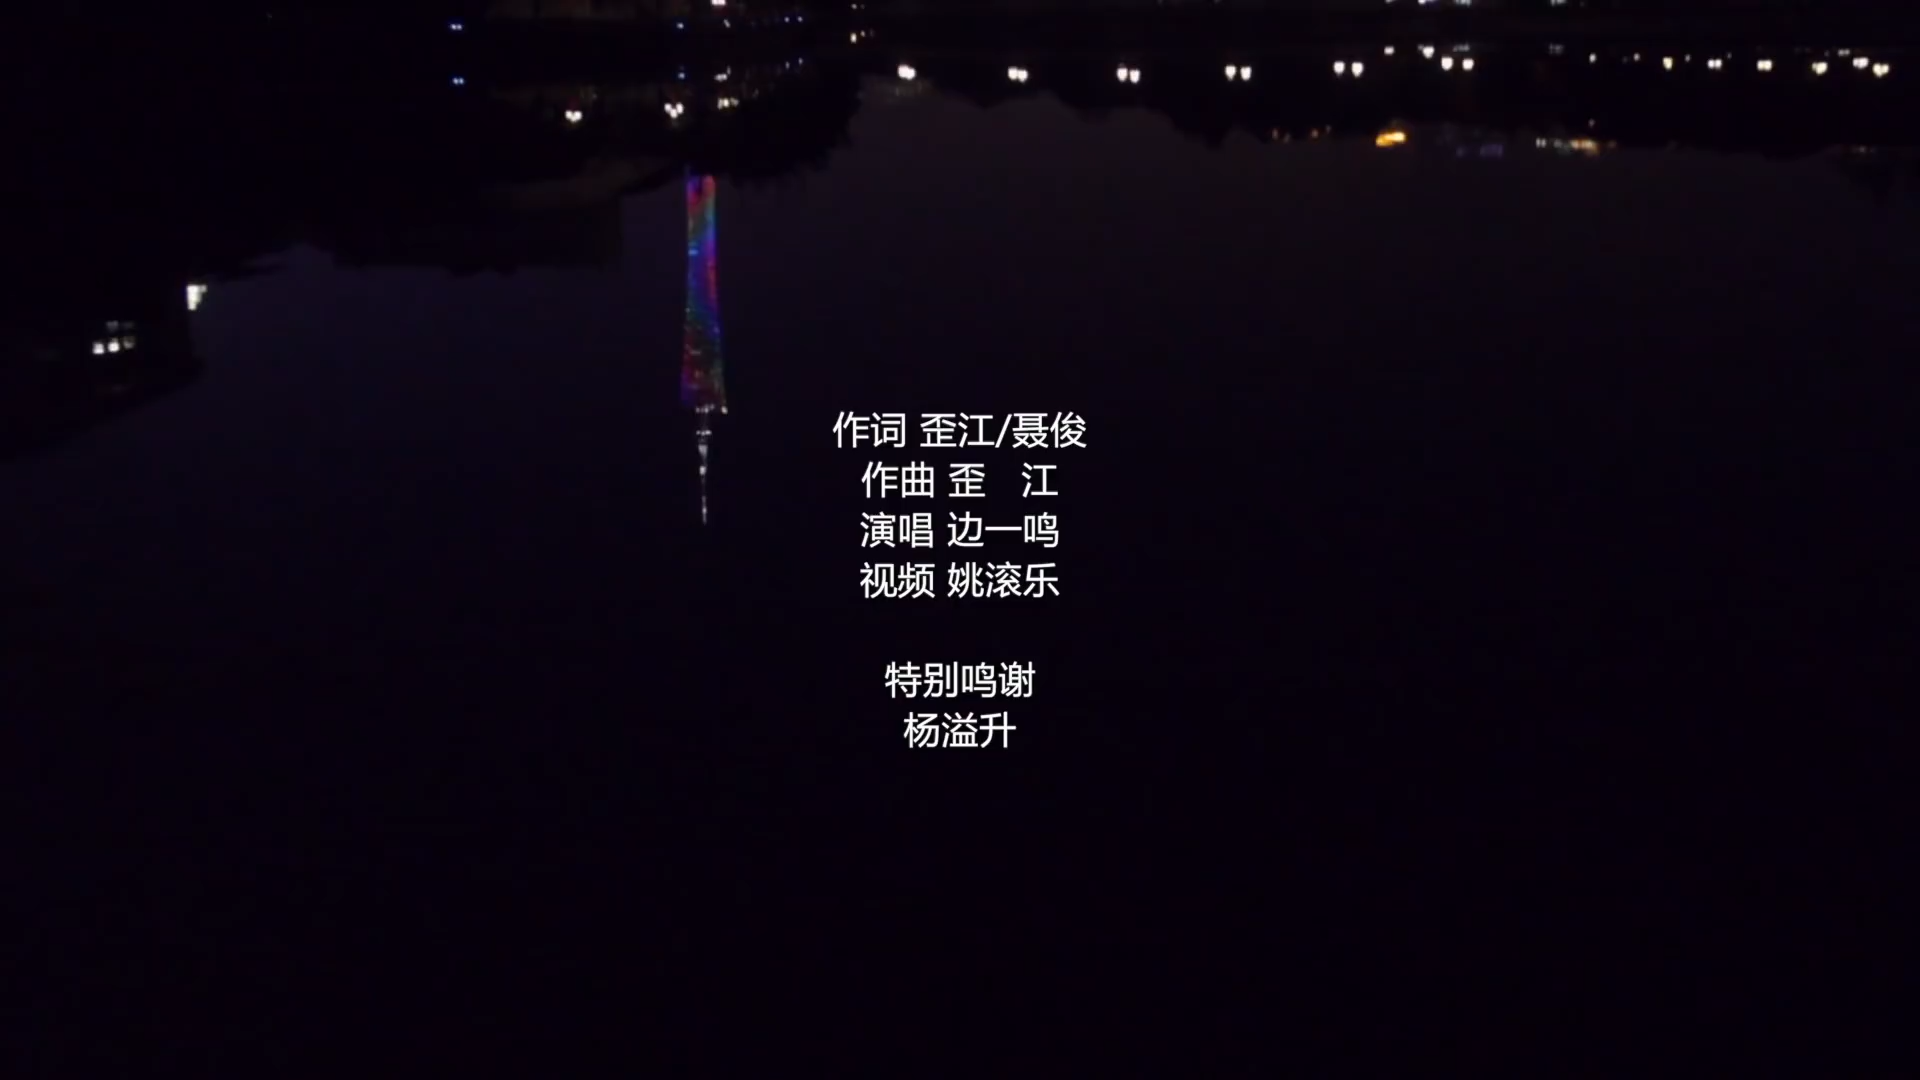 作词 歪江/聂俊
作曲 歪　江
演唱 边一鸣
视频 姚滚乐
特别鸣谢
杨溢升